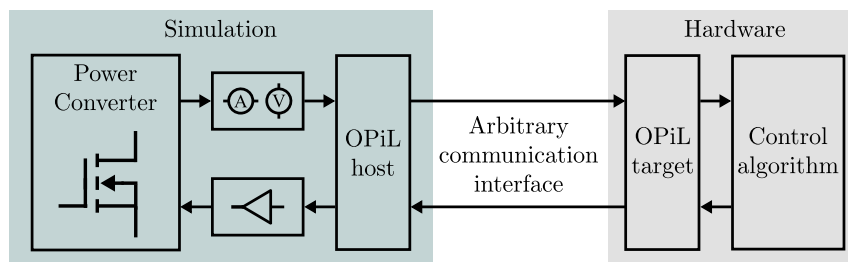 Simulation
Hardware
Power
Converter
A
V
OPiL
host
Arbitrary
communication
interface
OPiL
target
Control
algorithm